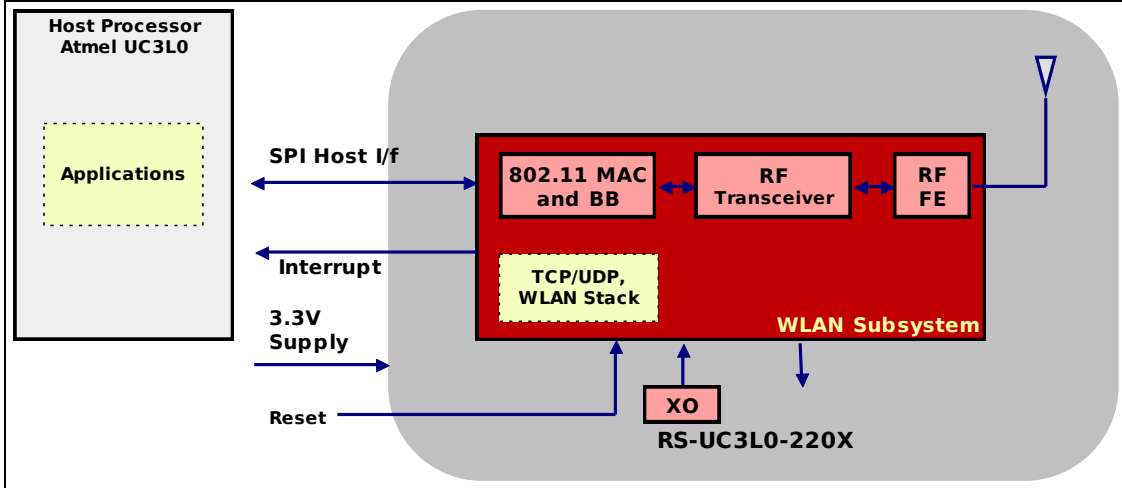 Host Processor
Atmel UC3L0
Applications
SPI Host I/f
Interrupt
3.3V
Supply
Reset
802.11 MAC
and BB
RF
Transceiver
RF
FE
TCP/UDP,
WLAN Stack
WLAN Subsystem
XO
RS-UC3L0-220X